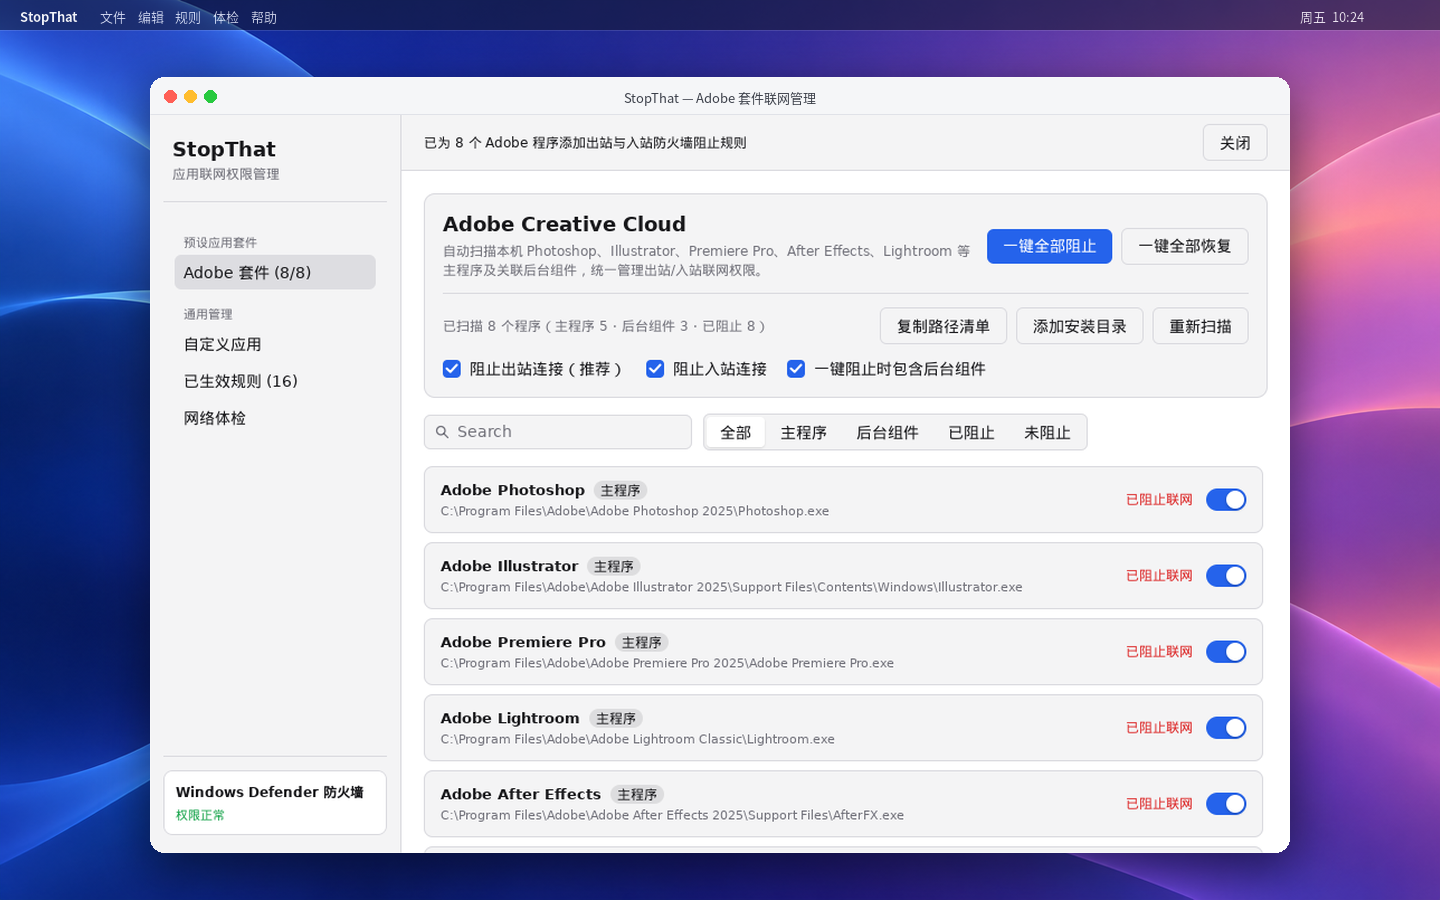 StopThat 文件 编辑 规则 体检 帮助 周五 10:24
StopThat — Adobe 套件联网管理
StopThat
应用联网权限管理
预设应用套件
Adobe 套件 (8/8)
通用管理
自定义应用
已生效规则 (16)
网络体检
Windows Defender 防火墙
权限正常
已为 8 个 Adobe 程序添加出站与入站防火墙阻止规则 关闭
Adobe Creative Cloud
自动扫描本机 Photoshop、Illustrator、Premiere Pro、After Effects、Lightroom 等
主程序及关联后台组件，统一管理出站/入站联网权限。
一键全部阻止 一键全部恢复
已扫描 8 个程序（主程序 5 · 后台组件 3 · 已阻止 8） 复制路径清单 添加安装目录 重新扫描
阻止出站连接（推荐） 阻止入站连接 一键阻止时包含后台组件
Search 全部 主程序 后台组件 已阻止 未阻止
Adobe Photoshop 主程序
C:\Program Files\Adobe\Adobe Photoshop 2025\Photoshop.exe
已阻止联网
Adobe Illustrator 主程序
C:\Program Files\Adobe\Adobe Illustrator 2025\Support Files\Contents\Windows\Illustrator.exe
已阻止联网
Adobe Premiere Pro 主程序
C:\Program Files\Adobe\Adobe Premiere Pro 2025\Adobe Premiere Pro.exe
已阻止联网
Adobe Lightroom 主程序
C:\Program Files\Adobe\Adobe Lightroom Classic\Lightroom.exe
已阻止联网
Adobe After Effects 主程序
C:\Program Files\Adobe\Adobe After Effects 2025\Support Files\AfterFX.exe
已阻止联网